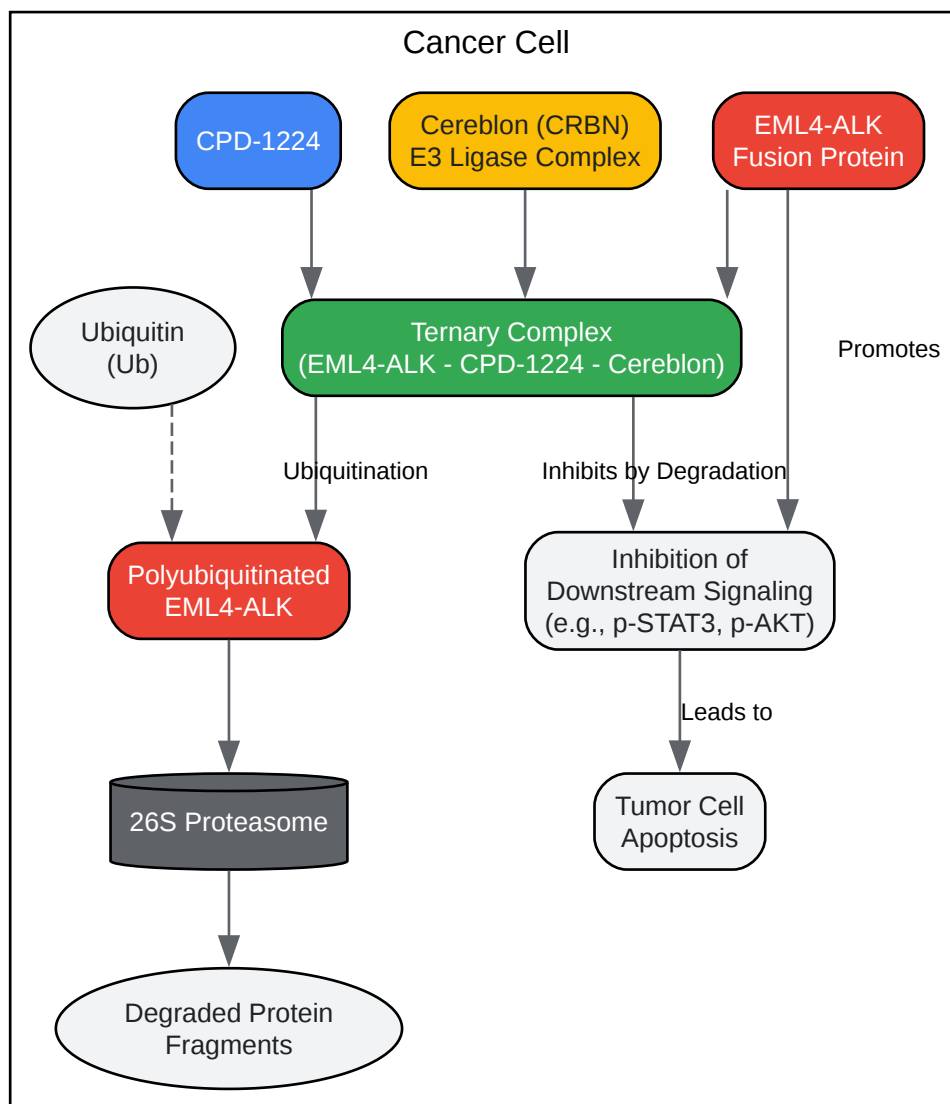 Cancer Cell
CPD-1224
Cereblon (CRBN)
E3 Ligase Complex
EML4-ALK
Fusion Protein
Ubiquitin
(Ub)
Ternary Complex
(EML4-ALK - CPD-1224 - Cereblon)
Promotes
Ubiquitination
Inhibits by Degradation
Polyubiquitinated
EML4-ALK
Inhibition of
Downstream Signaling
(e.g., p-STAT3, p-AKT)
Leads to
26S Proteasome
Tumor Cell
Apoptosis
Degraded Protein
Fragments